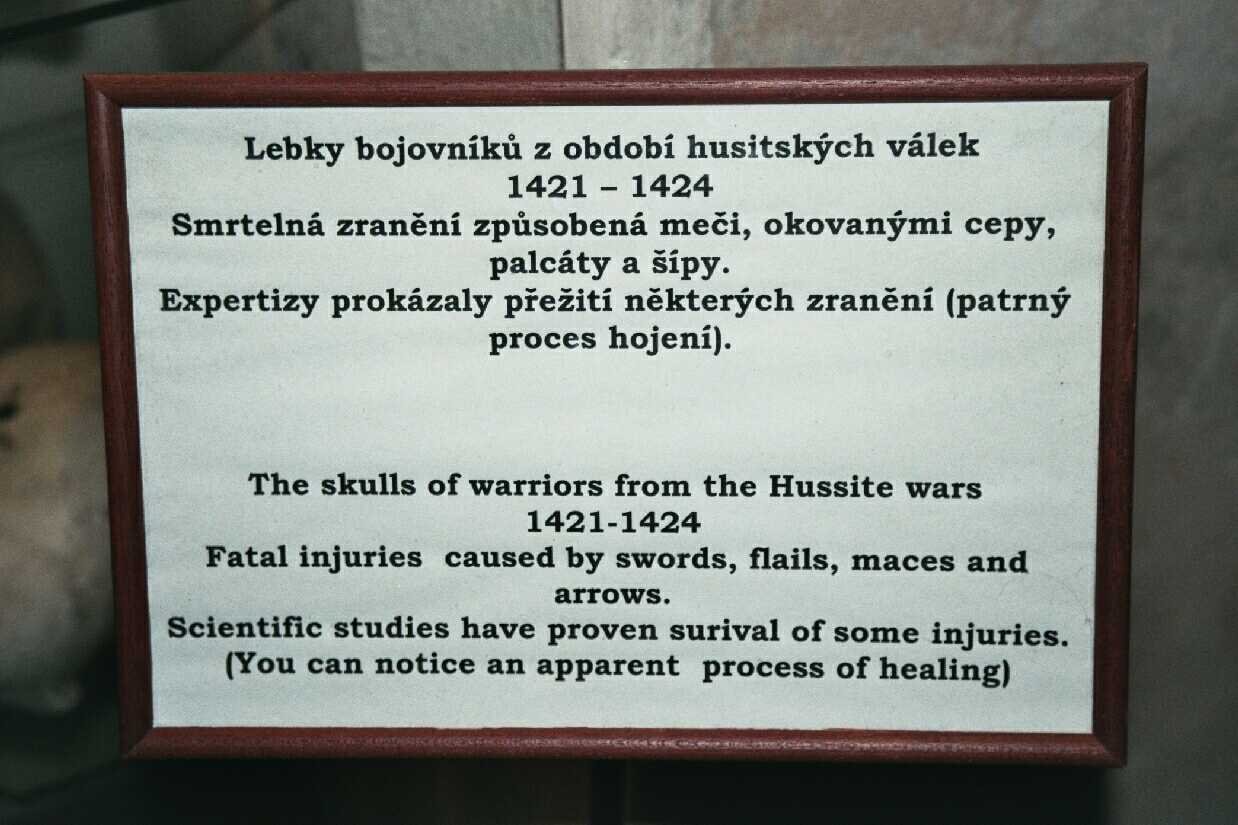 Lebky bojovníků z období husitských válek
1421 – 1424
Smrtelná zranění způsobená meči, okovanými cepy,
palcáty a šípy.
Expertizy prokázaly přežití některých zranění (patrný
proces hojení).
The skulls of warriors from the Hussite wars
1421-1424
Fatal injuries  caused by swords, flails, maces and
arrows.
Scientific studies have proven surival of some injuries.
(You can notice an apparent  process of healing)